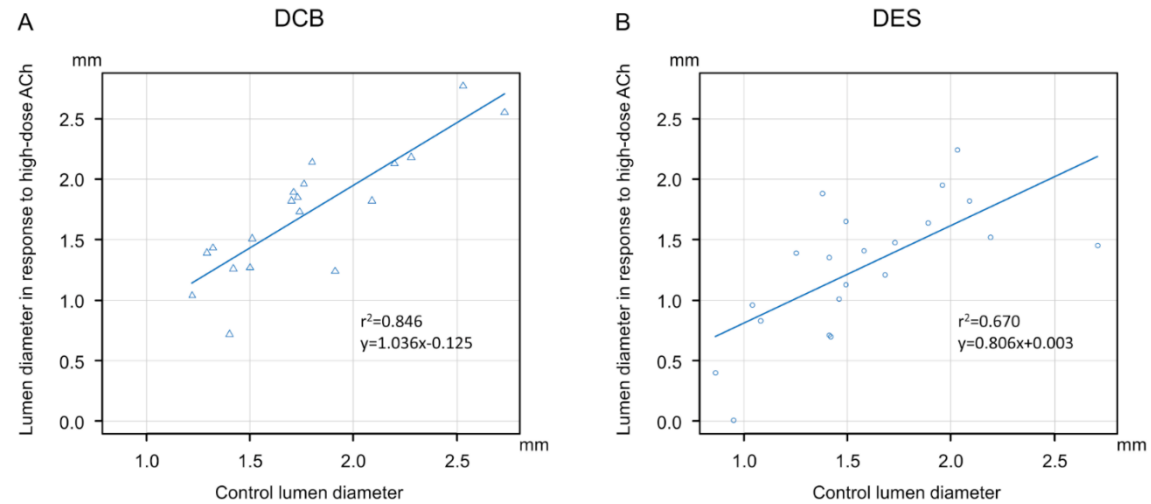 A
DCB
mm
Lumen diameter in response to high-dose ACh
2.5
2.0
1.5
1.0
0.5
0.0
r²=0.846
y=1.036x-0.125
1.0
1.5
2.0
2.5
mm
Control lumen diameter
B
DES
mm
Lumen diameter in response to high-dose ACh
2.5
2.0
1.5
1.0
0.5
0.0
r²=0.670
y=0.806x+0.003
1.0
1.5
2.0
2.5
mm
Control lumen diameter